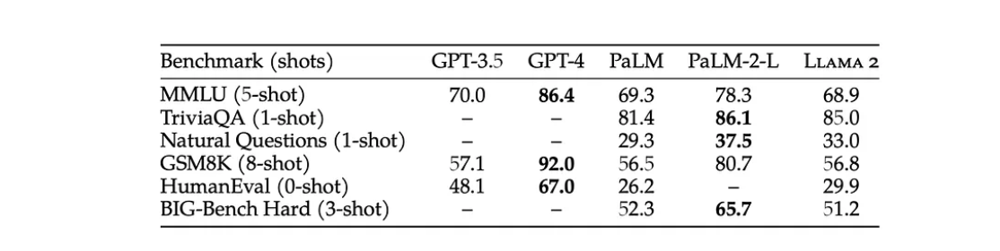 Benchmark (shots) GPT-3.5 GPT-4 PaLM PaLM-2-L LLAMA 2
MMLU (5-shot) 70.0 86.4 69.3 78.3 68.9
TriviaQA (1-shot) – – 81.4 86.1 85.0
Natural Questions (1-shot) – – 29.3 37.5 33.0
GSM8K (8-shot) 57.1 92.0 56.5 80.7 56.8
HumanEval (0-shot) 48.1 67.0 26.2 – 29.9
BIG-Bench Hard (3-shot) – – 52.3 65.7 51.2